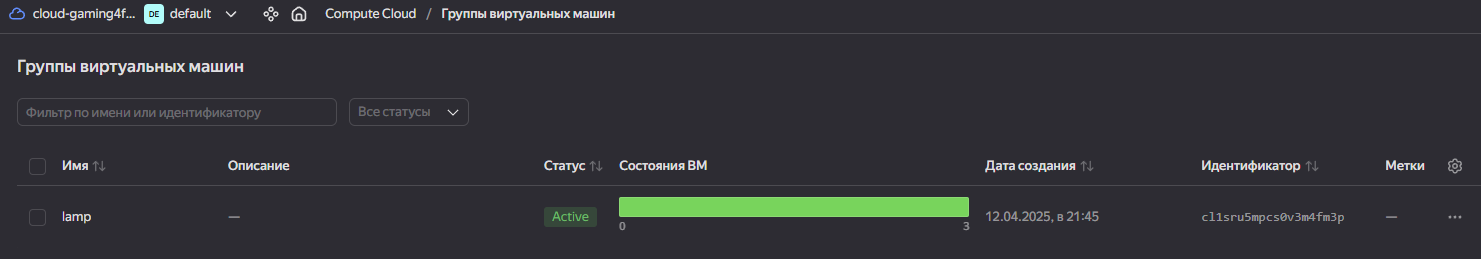 cloud-gaming4f... DE default Compute Cloud / Группы виртуальных машин
Группы виртуальных машин
Фильтр по имени или идентификатору Все статусы
Имя Описание Статус Состояния ВМ Дата создания Идентификатор Метки
lamp — Active 12.04.2025, в 21:45 cl1sru5mpcs0v3m4fm3p — ...
0 3